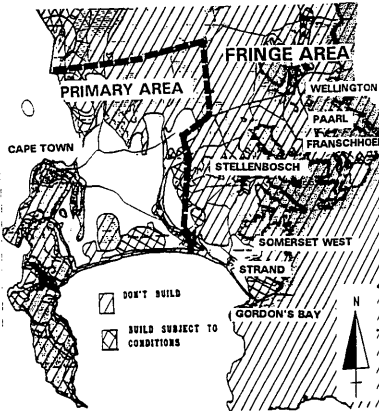 FRINGE AREA
PRIMARY AREA
WELLINGTON
PAARL
FRANSCHHOEK
CAPE TOWN
STELLENBOSCH
SOMERSET WEST
STRAND
GORDON'S BAY
DON'T BUILD
BUILD SUBJECT TO
CONDITIONS
N